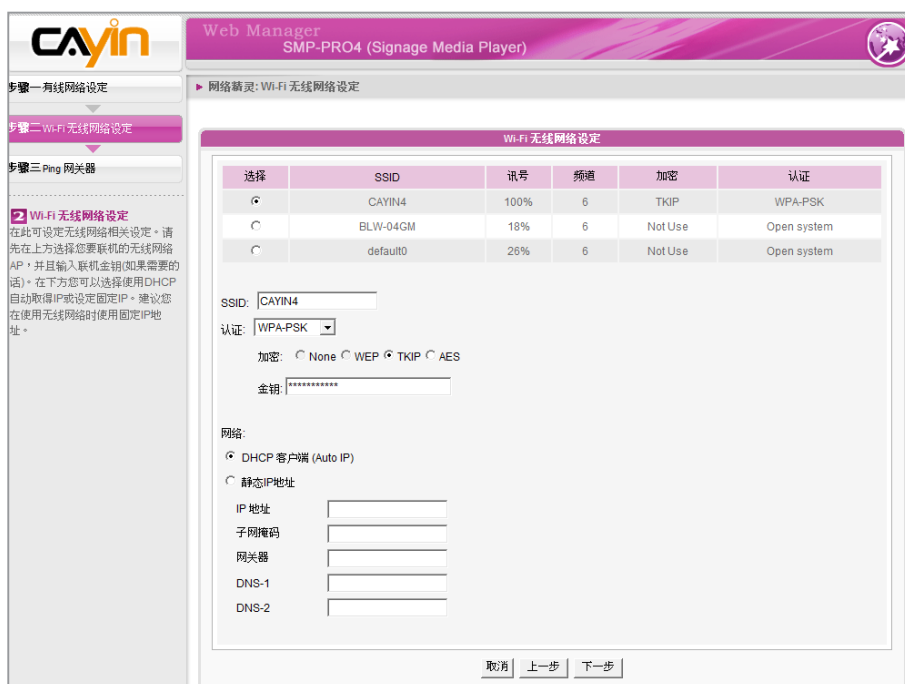 CAYIN
Web Manager
SMP-PRO4 (Signage Media Player)
步骤一有线网络设定
步骤二 Wi-Fi 无线网络设定
步骤三 Ping 网关器
2 Wi-Fi 无线网络设定
在此可设定无线网络相关设定。请
先在上方选择您要联机的无线网络
AP，并且输入联机金钥(如果需要的
话)。在下方您可以选择使用DHCP
自动取得IP或设定固定IP。建议您
在使用无线网络时使用固定IP地
址。
网络精灵: Wi-Fi 无线网络设定
Wi-Fi 无线网络设定
选择 SSID 讯号 频道 加密 认证
CAYIN4 100% 6 TKIP WPA-PSK
BLW-04GM 18% 6 Not Use Open system
default0 26% 6 Not Use Open system
SSID: CAYIN4
认证: WPA-PSK
加密: None WEP TKIP AES
金钥: ***********
网络:
DHCP 客户端 (Auto IP)
静态IP地址
IP 地址
子网掩码
网关器
DNS-1
DNS-2
取消 上一步 下一步